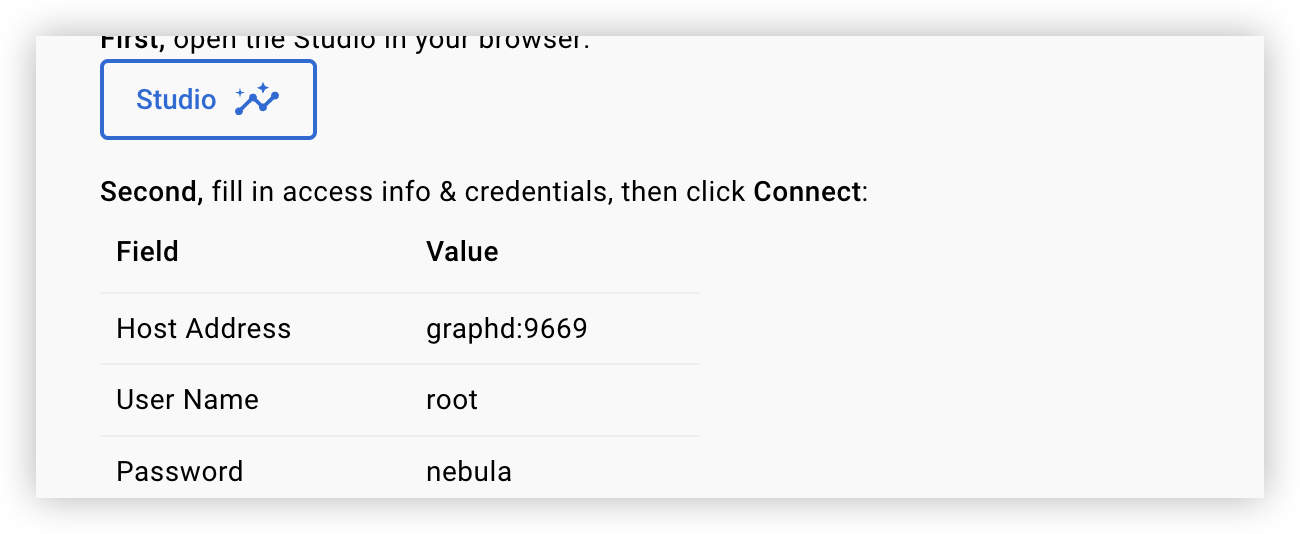 First, open the Studio in your browser.
Studio
Second, fill in access info & credentials, then click Connect:
Field Value
Host Address graphd:9669
User Name root
Password nebula